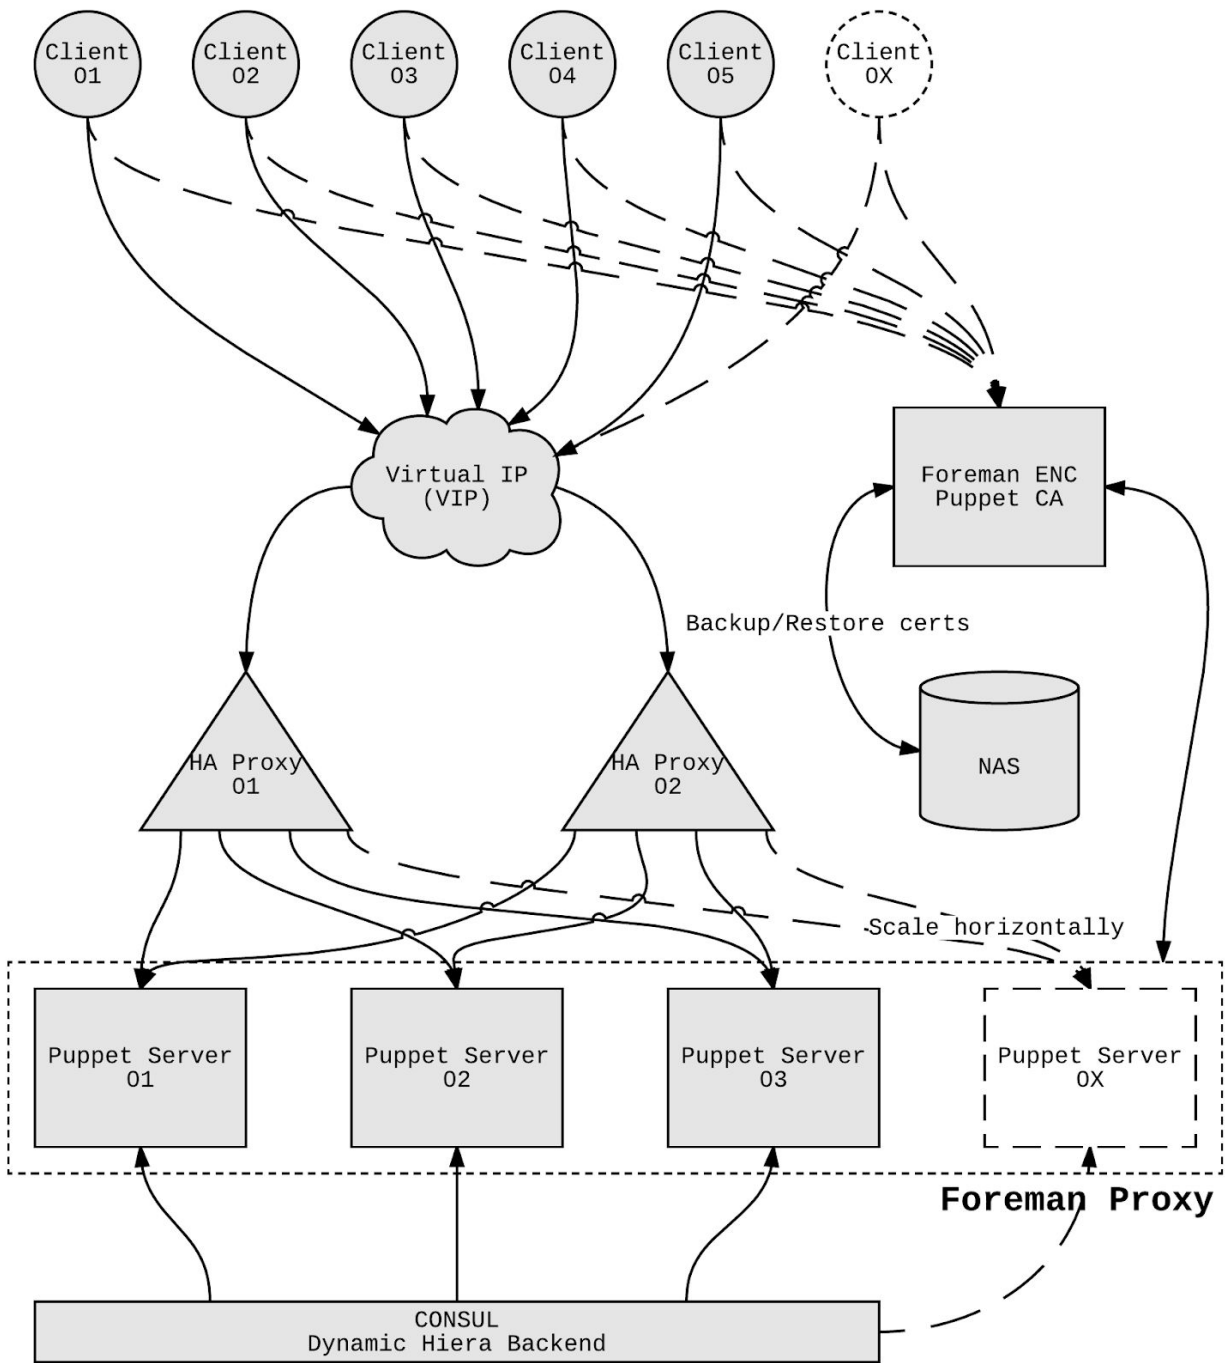 Client
01
Client
02
Client
03
Client
04
Client
05
Client
0X
Virtual IP
(VIP)
Foreman ENC
Puppet CA
Backup/Restore certs
HA Proxy
01
HA Proxy
02
NAS
Scale horizontally
Puppet Server
01
Puppet Server
02
Puppet Server
03
Puppet Server
0X
Foreman Proxy
CONSUL
Dynamic Hiera Backend